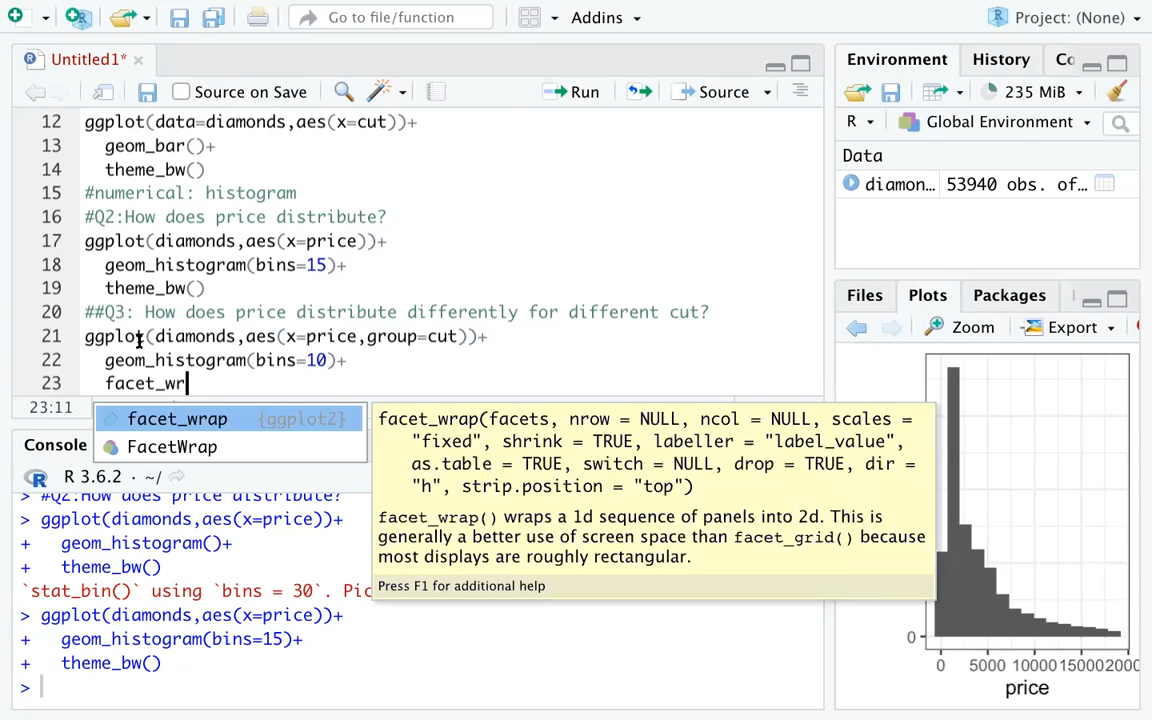 Go to file/function
Addins
Project: (None)
Untitled1*
Source on Save
Run
Source
12 ggplot(data=diamonds,aes(x=cut))+
13 geom_bar()+
14 theme_bw()
15 #numerical: histogram
16 #Q2:How does price distribute?
17 ggplot(diamonds,aes(x=price))+
18 geom_histogram(bins=15)+
19 theme_bw()
20 ##Q3: How does price distribute differently for different cut?
21 ggplot(diamonds,aes(x=price,group=cut))+
22 geom_histogram(bins=10)+
23 facet_wr
23:11
facet_wrap {ggplot2}
FacetWrap
facet_wrap(facets, nrow = NULL, ncol = NULL, scales =
"fixed", shrink = TRUE, labeller = "label_value",
as.table = TRUE, switch = NULL, drop = TRUE, dir =
"h", strip.position = "top")
facet_wrap() wraps a 1d sequence of panels into 2d. This is
generally a better use of screen space than facet_grid() because
most displays are roughly rectangular.
Press F1 for additional help
Console
R 3.6.2 · ~/
> #Q2:How does price distribute?
> ggplot(diamonds,aes(x=price))+
+ geom_histogram()+
+ theme_bw()
`stat_bin()` using `bins = 30`. Pic
> ggplot(diamonds,aes(x=price))+
+ geom_histogram(bins=15)+
+ theme_bw()
>
Environment
History
Co
235 MiB
R
Global Environment
Data
diamon...
53940 obs. of...
Files
Plots
Packages
Zoom
Export
0
0 5000 10000 15000 2000
price